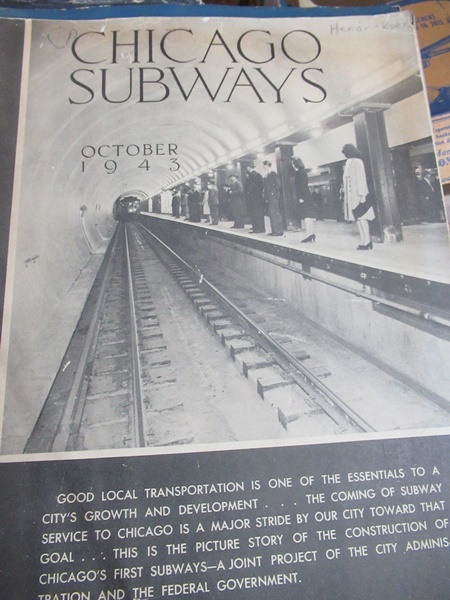 CHICAGO
SUBWAYS
OCTOBER
1943
GOOD LOCAL TRANSPORTATION IS ONE OF THE ESSENTIALS TO A
CITY'S GROWTH AND DEVELOPMENT . . . THE COMING OF SUBWAY
SERVICE TO CHICAGO IS A MAJOR STRIDE BY OUR CITY TOWARD THAT
GOAL . . . THIS IS THE PICTURE STORY OF THE CONSTRUCTION OF
CHICAGO'S FIRST SUBWAYS—A JOINT PROJECT OF THE CITY ADMINIS-
TRATION AND THE FEDERAL GOVERNMENT.